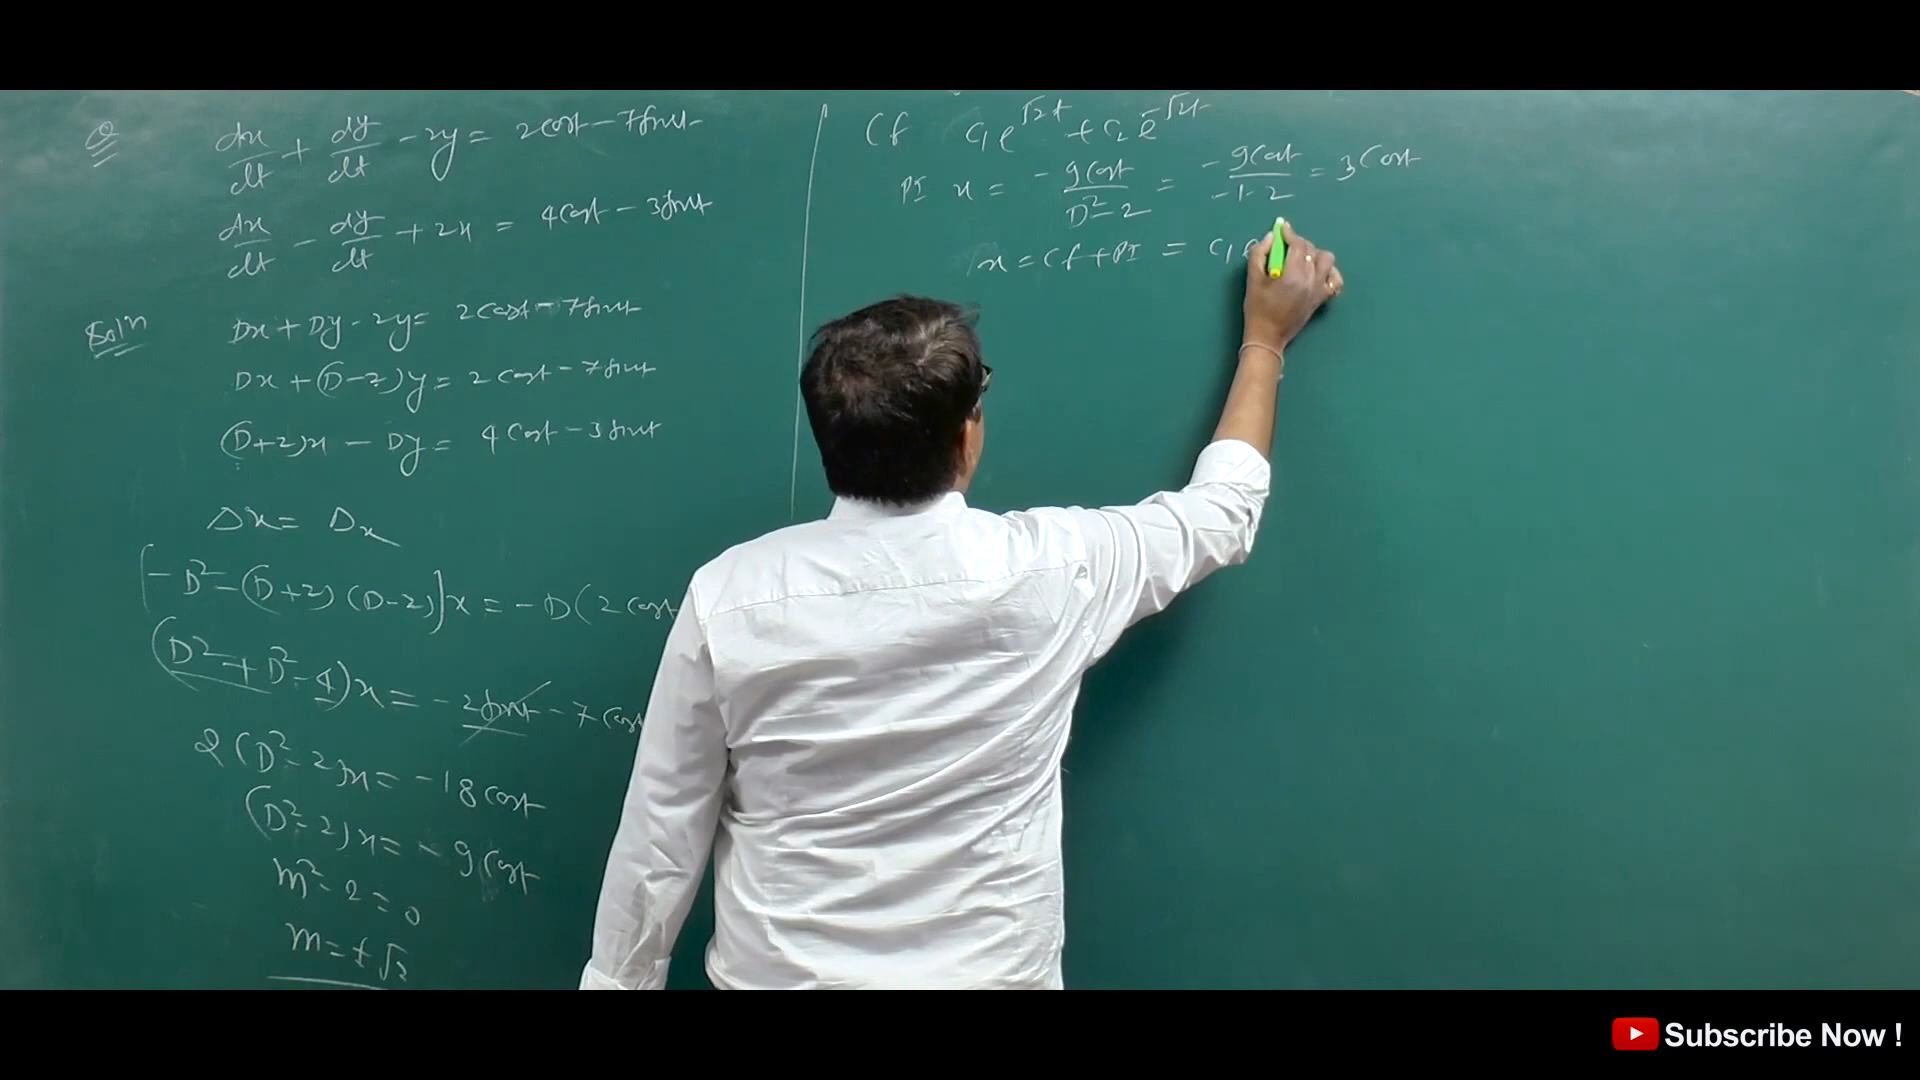 Q dx/dt + dy/dt - 2y = 2cost - 7sint
dx/dt - dy/dt + 2x = 4cost - 3sint
Soln Dx + Dy - 2y = 2cost - 7sint
Dx + (D-2)y = 2cost - 7sint
(D+2)x - Dy = 4cost - 3sint
Δx = Dx
[-D² - (D+2)(D-2)]x = -D(2cost
(D² + D² - 4)x = -2sint - 7cost
2(D² - 2)x = -18cost
(D² - 2)x = -9cost
m² - 2 = 0
m = ±√2
Cf c₁e^√2t + c₂e^-√2t
PI x = -9cost/D²-2 = -9cost/-1-2 = 3cost
x = Cf + PI = c₁e
Subscribe Now !